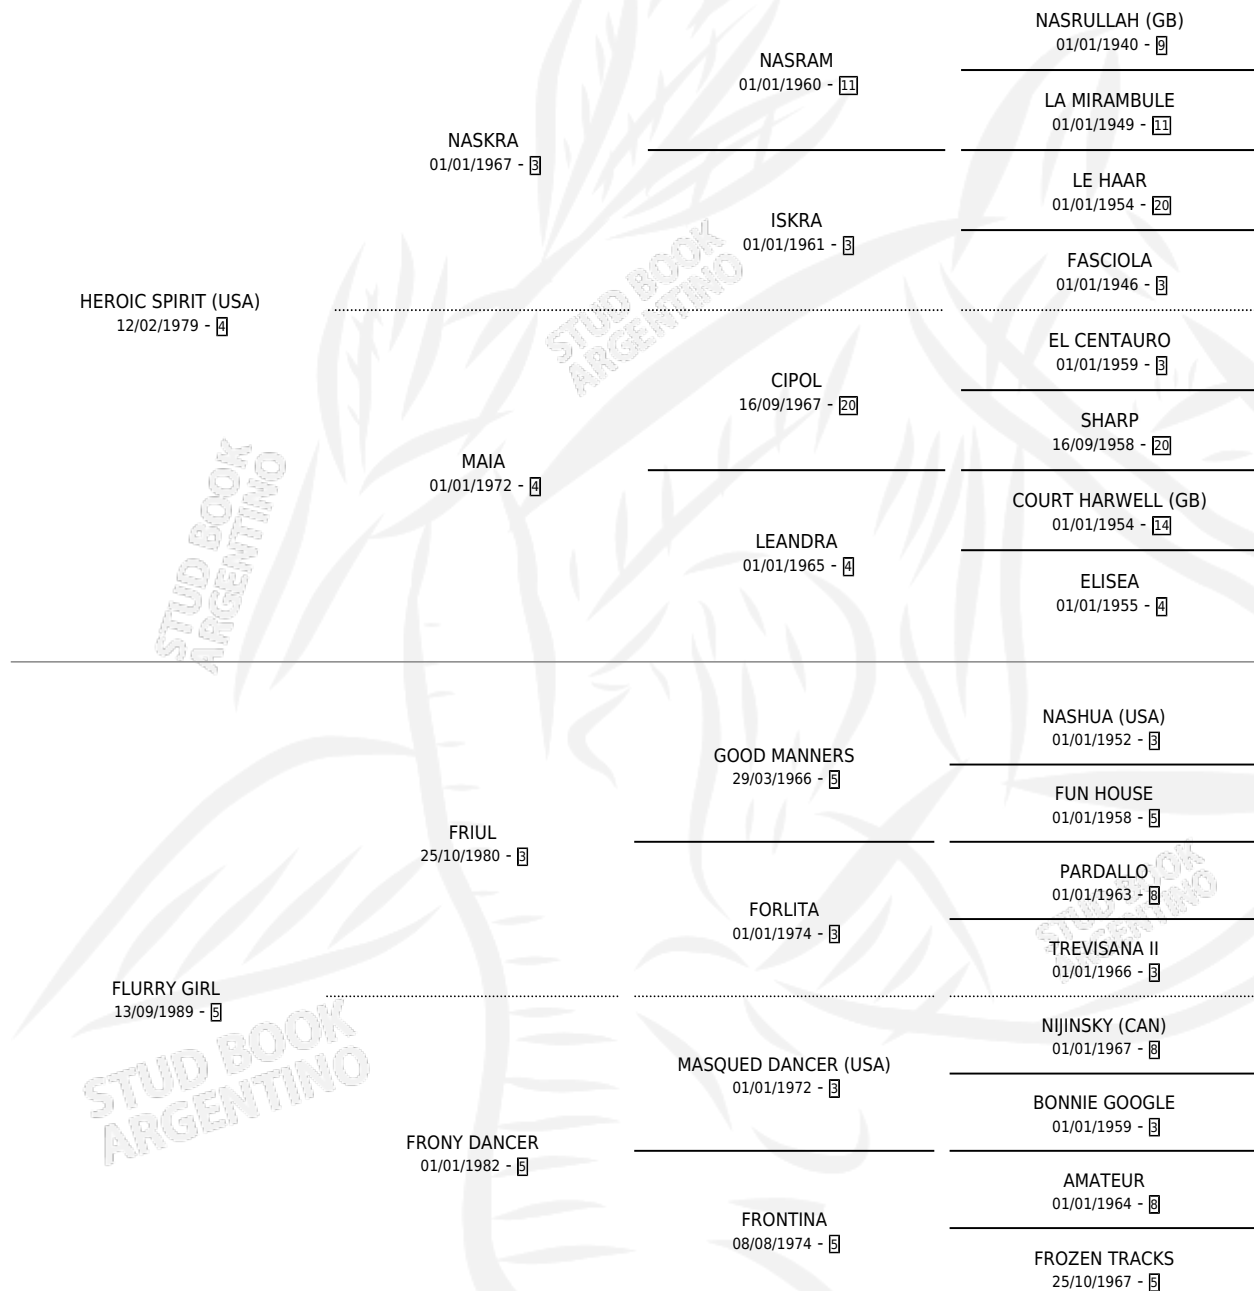 NASRULLAH (GB)
01/01/1940 - 9
NASRAM
01/01/1960 - 11
LA MIRAMBULE
01/01/1949 - 11
NASKRA
01/01/1967 - 3
LE HAAR
01/01/1954 - 20
ISKRA
01/01/1961 - 3
FASCIOLA
01/01/1946 - 3
HEROIC SPIRIT (USA)
12/02/1979 - 4
EL CENTAURO
01/01/1959 - 3
CIPOL
16/09/1967 - 20
SHARP
16/09/1958 - 20
MAIA
01/01/1972 - 4
COURT HARWELL (GB)
01/01/1954 - 14
LEANDRA
01/01/1965 - 4
ELISEA
01/01/1955 - 4
STUD BOOK
ARGENTINO
STUD BOOK
ARGENTINO
NASHUA (USA)
01/01/1952 - 3
GOOD MANNERS
29/03/1966 - 5
FUN HOUSE
01/01/1958 - 5
FRIUL
25/10/1980 - 3
PARDALLO
01/01/1963 - 8
FORLITA
01/01/1974 - 3
TREVISANA II
01/01/1966 - 3
STUD BOOK
ARGENTINO
FLURRY GIRL
13/09/1989 - 5
NIJINSKY (CAN)
01/01/1967 - 8
MASQUED DANCER (USA)
01/01/1972 - 3
BONNIE GOOGLE
01/01/1959 - 3
FRONY DANCER
01/01/1982 - 5
AMATEUR
01/01/1964 - 8
FRONTINA
08/08/1974 - 5
FROZEN TRACKS
25/10/1967 - 5
STUD BOOK
ARGENTINO